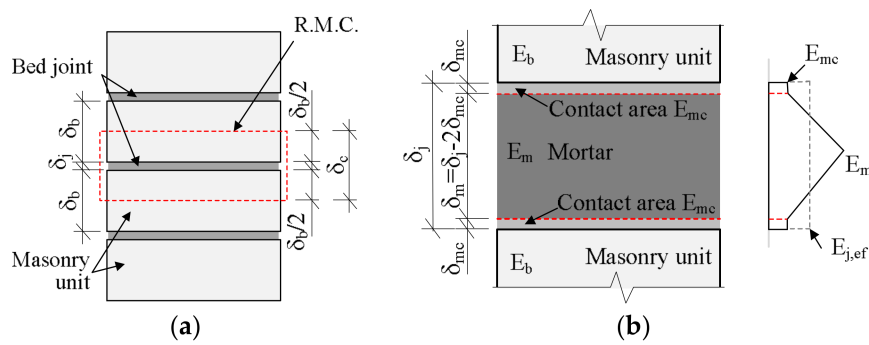 R.M.C.
Bed joint
δb/2
δb
δj
δc
δb
δb/2
Masonry
unit
(a)
Eb
Masonry unit
δmc
Contact area Emc
Em Mortar
δj
δm=δj-2δmc
Contact area Emc
δmc
Eb
Masonry unit
(b)
Emc
Em
Ej,ef